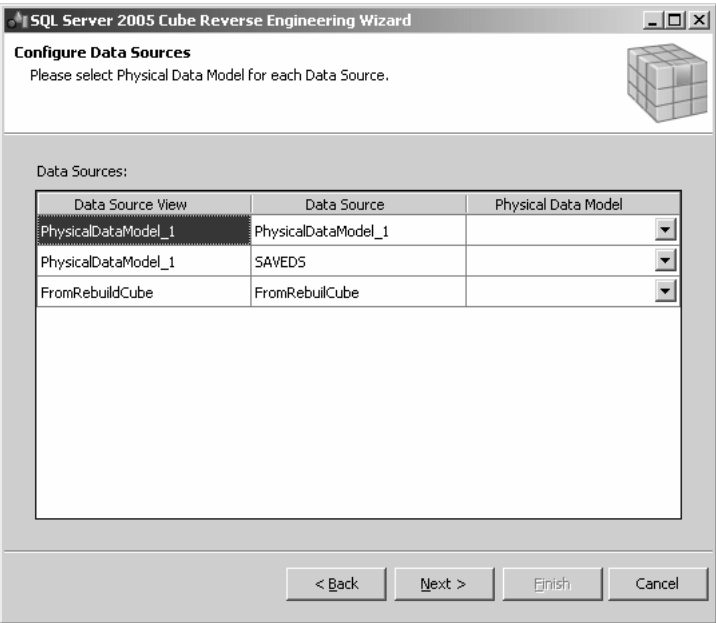 SQL Server 2005 Cube Reverse Engineering Wizard
Configure Data Sources
Please select Physical Data Model for each Data Source.
Data Sources:
Data Source View Data Source Physical Data Model
PhysicalDataModel_1 PhysicalDataModel_1
PhysicalDataModel_1 SAVEDS
FromRebuildCube FromRebuilCube
< Back Next > Finish Cancel